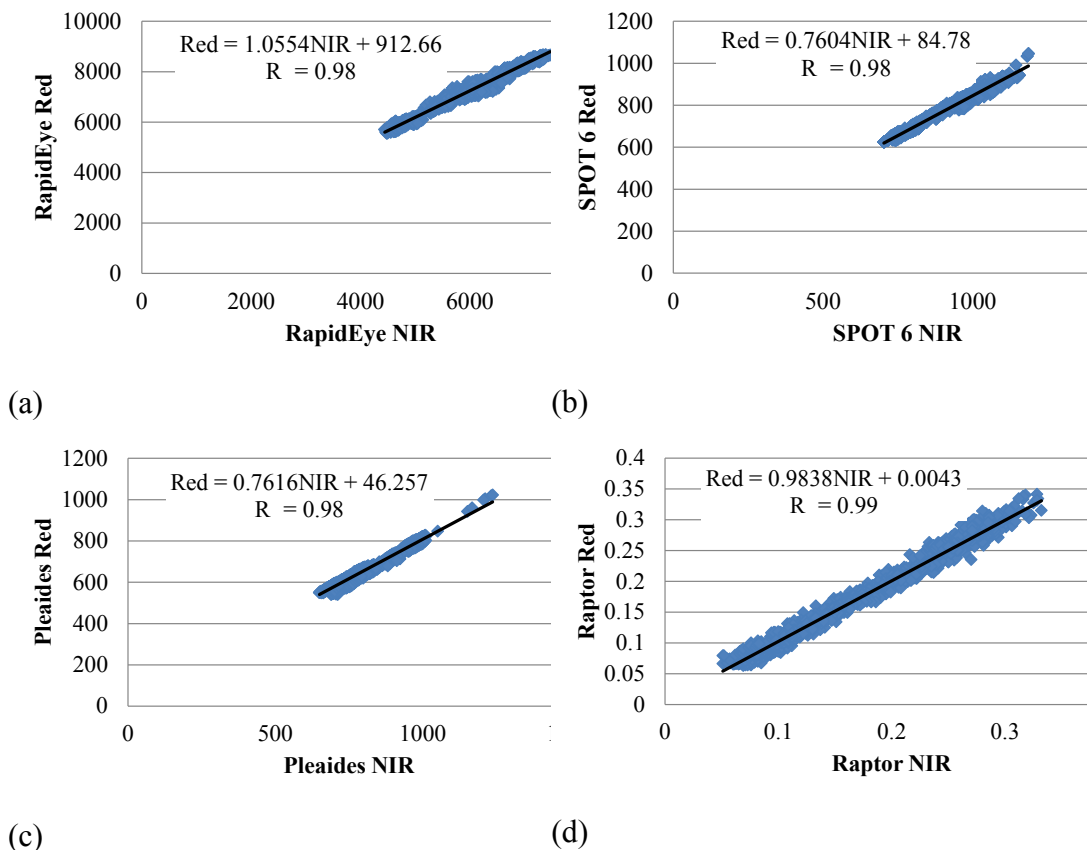 10000
8000
6000
4000
2000
0
RapidEye Red
Red = 1.0554NIR + 912.66
R = 0.98
0
2000
4000
6000
RapidEye NIR
(a)
1200
1000
800
600
400
200
0
SPOT 6 Red
Red = 0.7604NIR + 84.78
R = 0.98
0
500
1000
SPOT 6 NIR
(b)
1200
1000
800
600
400
200
0
Pleaides Red
Red = 0.7616NIR + 46.257
R = 0.98
0
500
1000
Pleaides NIR
(c)
0.4
0.35
0.3
0.25
0.2
0.15
0.1
0.05
0
Raptor Red
Red = 0.9838NIR + 0.0043
R = 0.99
0
0.1
0.2
0.3
Raptor NIR
(d)